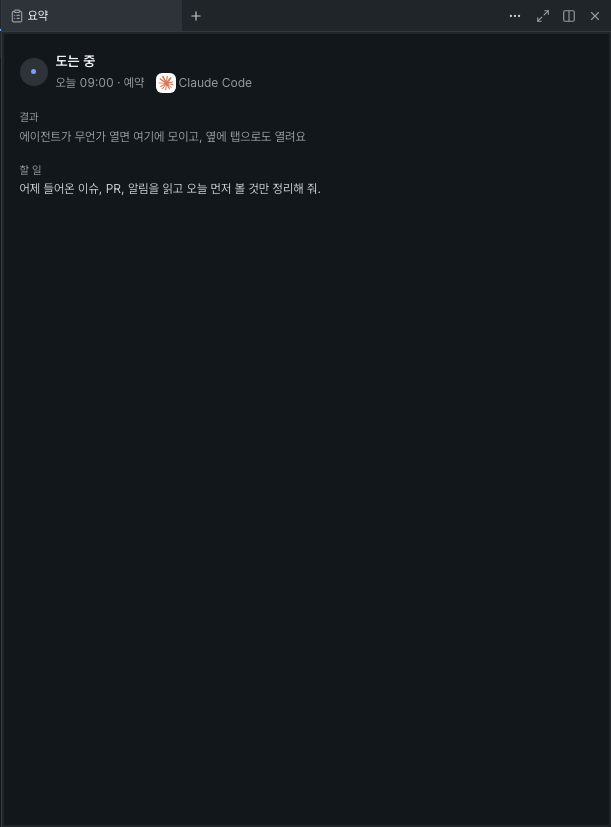 요약
도는 중
오늘 09:00 · 예약 Claude Code
결과
에이전트가 무언가 열면 여기에 모이고, 옆에 탭으로도 열려요
할 일
어제 들어온 이슈, PR, 알림을 읽고 오늘 먼저 볼 것만 정리해 줘.